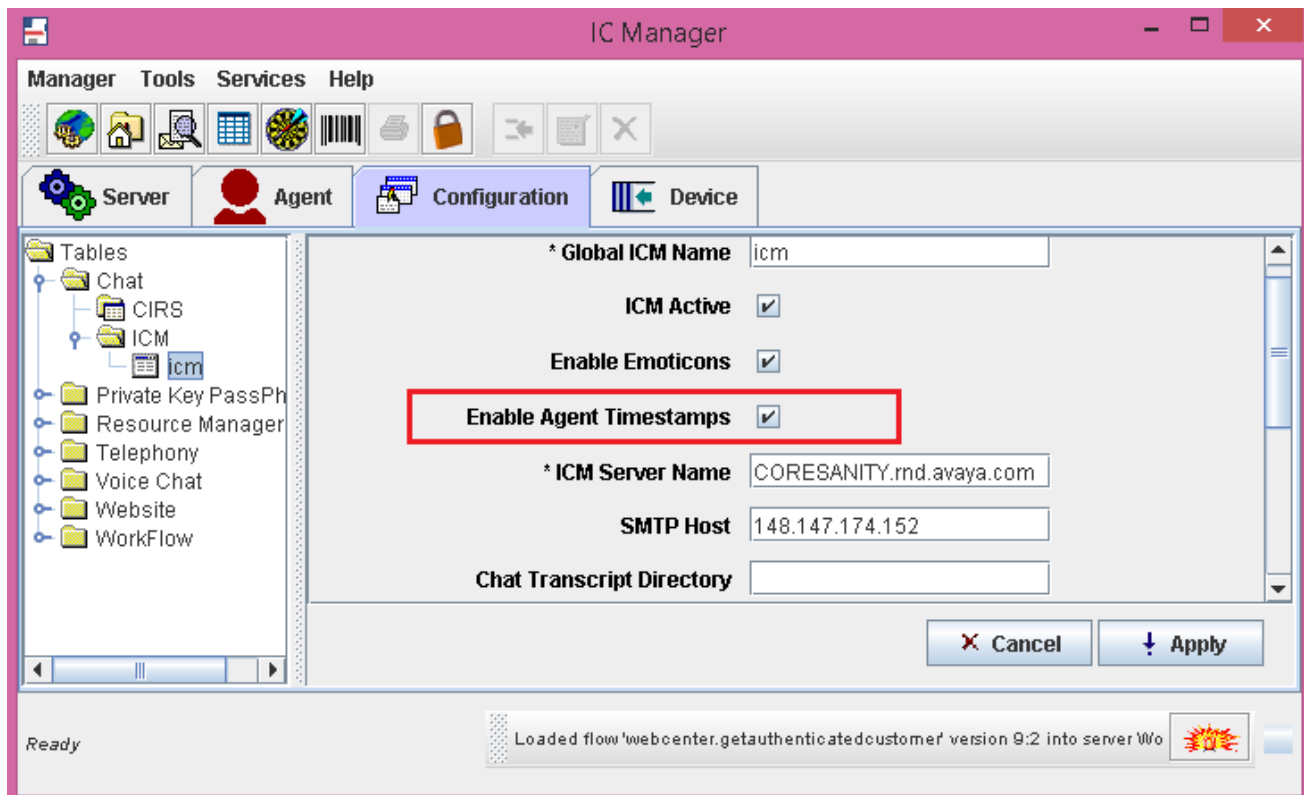 IC Manager
Manager Tools Services Help
Server Agent Configuration Device
Tables
Chat
CIRS
ICM
icm
Private Key PassPh
Resource Manager
Telephony
Voice Chat
Website
WorkFlow
* Global ICM Name icm
ICM Active
Enable Emoticons
Enable Agent Timestamps
* ICM Server Name CORESANITY.rnd.avaya.com
SMTP Host 148.147.174.152
Chat Transcript Directory
Cancel Apply
Ready
Loaded flow 'webcenter.getauthenticatedcustomer' version 9:2 into server Wo